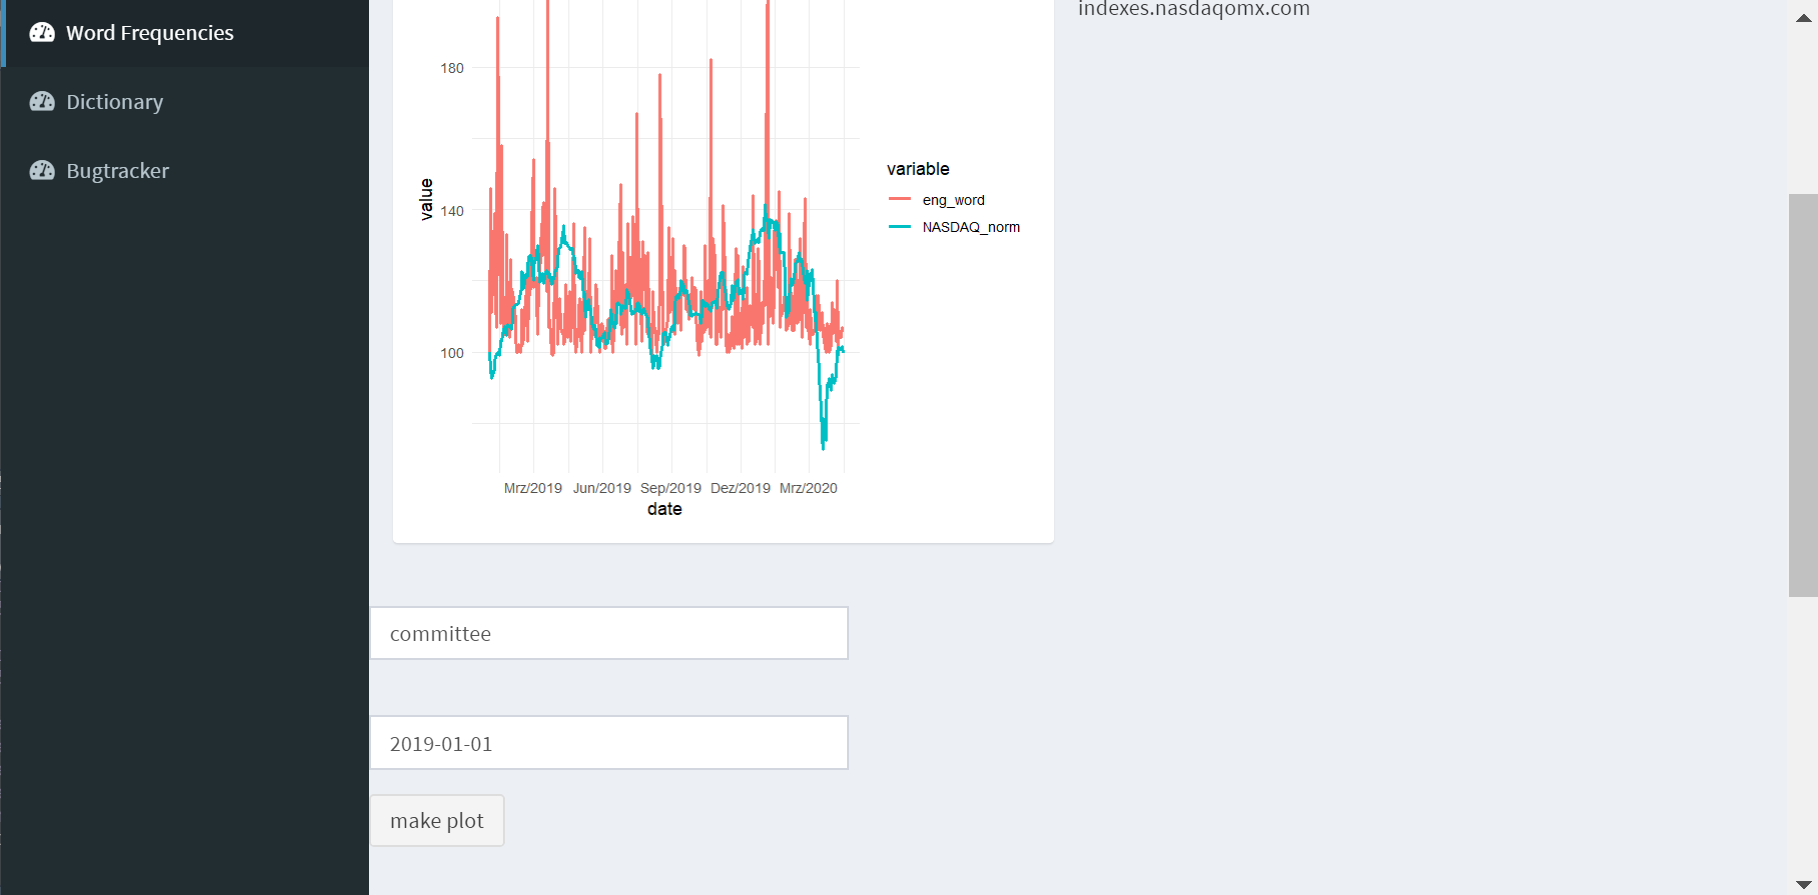 Word Frequencies
Dictionary
Bugtracker
indexes.nasdaqomx.com
180
140
100
value
Mrz/2019 Jun/2019 Sep/2019 Dez/2019 Mrz/2020
date
variable
eng_word
NASDAQ_norm
committee
2019-01-01
make plot